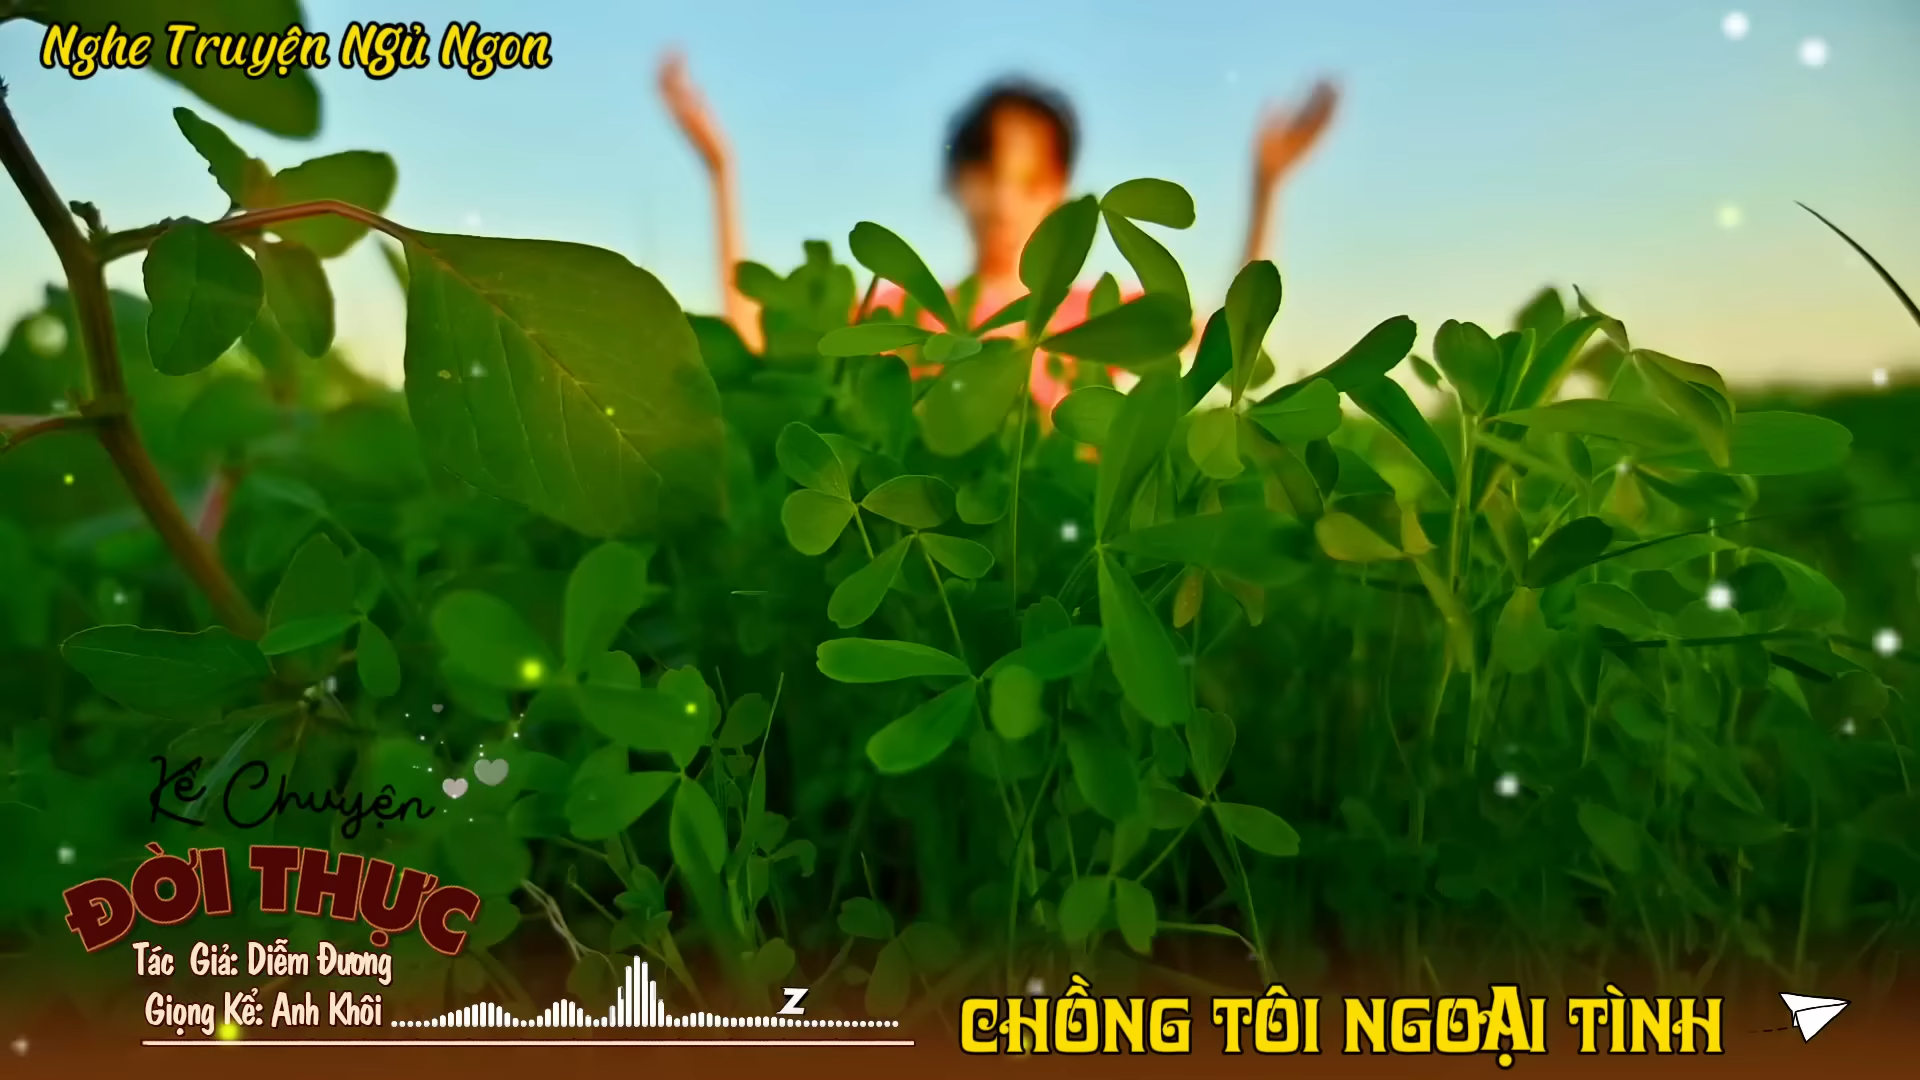 Nghe Truyện Ngủ Ngon
Kể Chuyện
ĐỜI THỰC
Tác Giả: Diễm Đương
Giọng Kể: Anh Khôi
Z
CHỒNG TÔI NGOẠI TÌNH